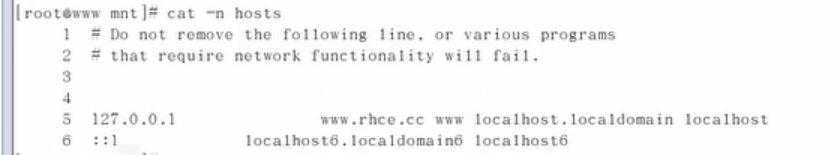 [root@www mnt]# cat -n hosts
1 # Do not remove the following line, or various programs
2 # that require network functionality will fail.
3
4
5 127.0.0.1 www.rhce.cc www localhost.localdomain localhost
6 ::1 localhost6.localdomain6 localhost6